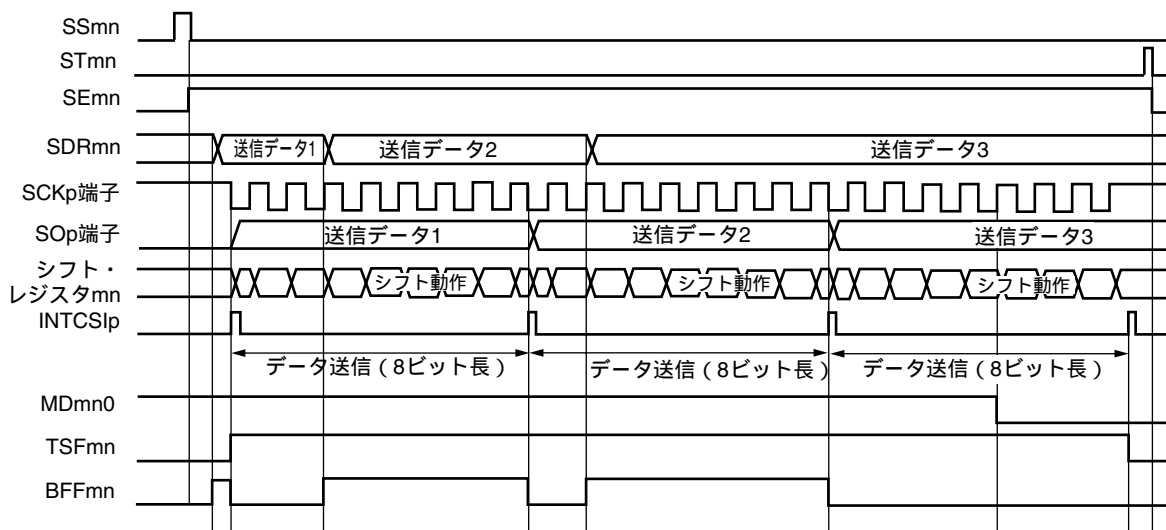 SSmn
STmn
SEmn
SDRmn 送信データ1 送信データ2 送信データ3
SCKp端子
SOp端子 送信データ1 送信データ2 送信データ3
シフト・
レジスタmn シフト動作 シフト動作 シフト動作
INTCSIp
データ送信(8ビット長) データ送信(8ビット長) データ送信(8ビット長)
MDmn0
TSFmn
BFFmn